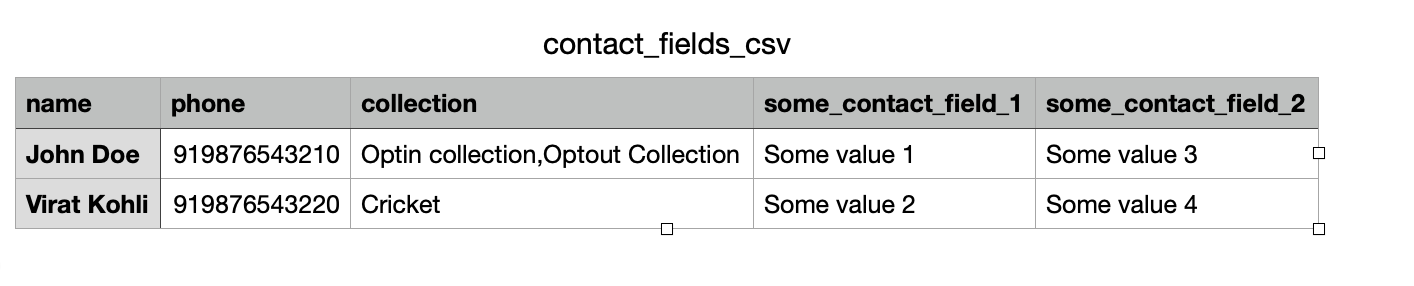 contact_fields_csv
name phone collection some_contact_field_1 some_contact_field_2
John Doe 919876543210 Optin collection,Optout Collection Some value 1 Some value 3
Virat Kohli 919876543220 Cricket Some value 2 Some value 4